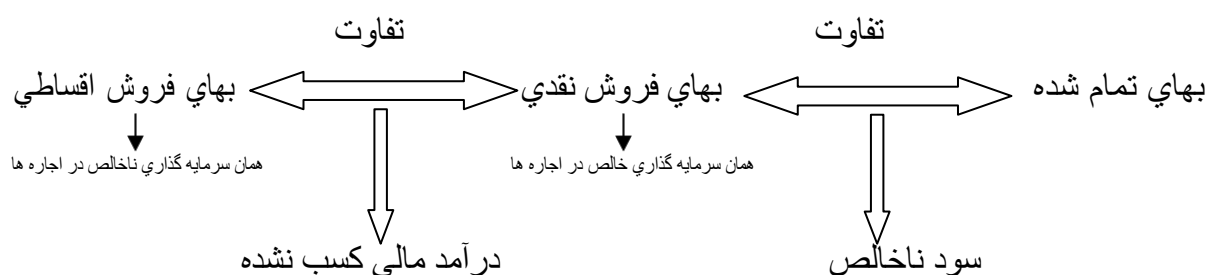 تفاوت تفاوت
بهاي تمام شده بهاي فروش نقدي بهاي فروش اقساطي
همان سرمايه گذاري خالص در اجاره ها همان سرمايه گذاري ناخالص در اجاره ها
سود ناخالص درآمد مالي كسب نشده